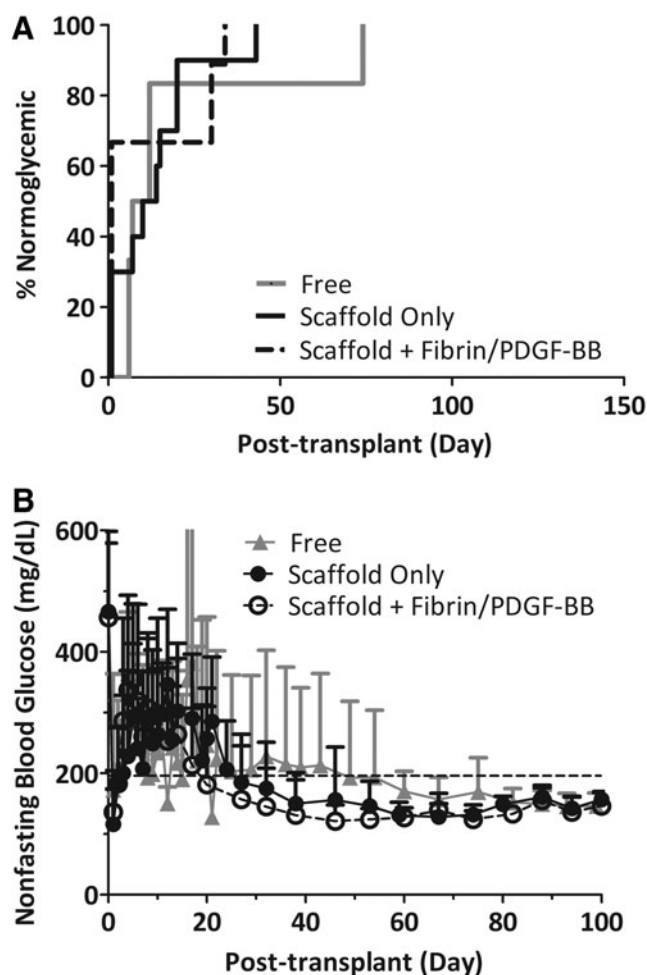 A
% Normoglycemic
100
80
60
40
20
0
Free
Scaffold Only
Scaffold + Fibrin/PDGF-BB
0 50 100 150
Post-transplant (Day)
B
Nonfasting Blood Glucose (mg/dL)
600
400
200
0
Free
Scaffold Only
Scaffold + Fibrin/PDGF-BB
0 20 40 60 80 100
Post-transplant (Day)